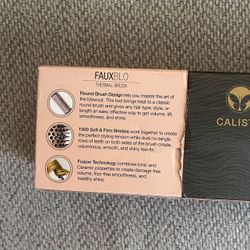 FAUXBLO
THERMAL BRUSH
Round Brush Design lets you master the art of
the blowout. This tool brings heat to a classic
round brush and gives any hair type, style, or
length an easy, effective way to get volume, lift,
smoothness, and shine.
1000 Soft & Firm Bristles work together to create
the perfect styling tension while dual no-tangle
rows of teeth on both sides of the brush create
voluminous, smooth, and shiny results.
Fusion Technology combines ionic and
Ceramic properties to create damage-free
volume, frizz-free smoothness, and
healthy shine.
CALIST